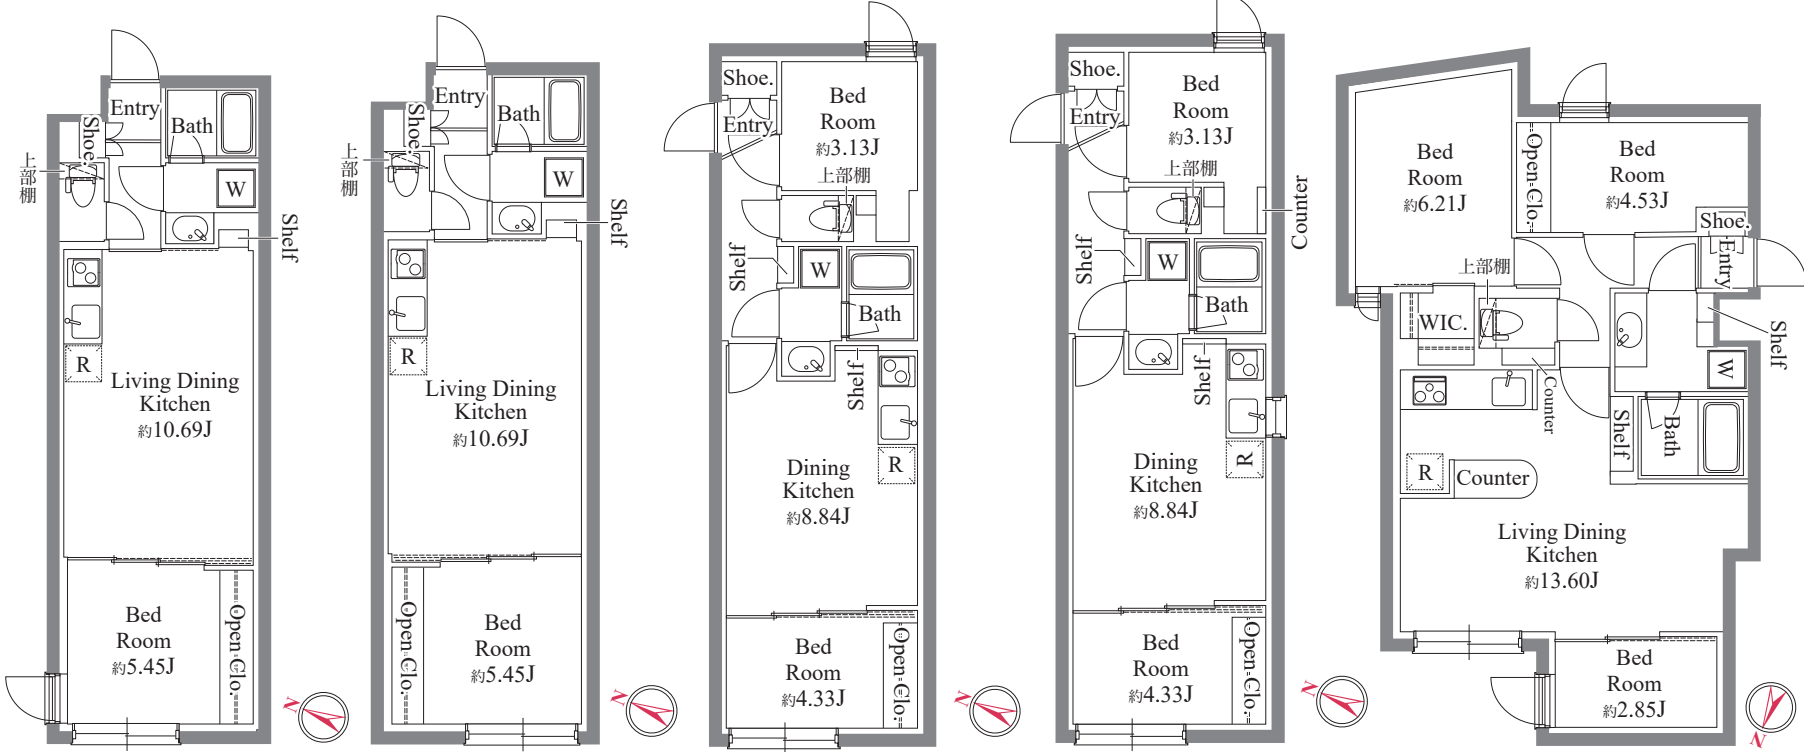 Entry
Bath
Shoe.
上部棚
W
Shelf
R
Living Dining
Kitchen
約10.69J
Bed
Room
約5.45J
Open Clo.
N
Entry
Bath
Shoe.
上部棚
W
Shelf
R
Living Dining
Kitchen
約10.69J
Bed
Room
約5.45J
Open Clo.
N
Shoe.
Entry
Bed
Room
約3.13J
上部棚
Shelf
W
Bath
Shelf
R
Dining
Kitchen
約8.84J
Bed
Room
約4.33J
Open Clo.
N
Shoe.
Entry
Bed
Room
約3.13J
上部棚
Counter
Shelf
W
Bath
Shelf
R
Dining
Kitchen
約8.84J
Bed
Room
約4.33J
Open Clo.
N
Bed
Room
約6.21J
Open Clo.
Bed
Room
約4.53J
Shoe.
Entry
上部棚
WIC.
Shelf
W
Counter
Shelf
Bath
R
Counter
Living Dining
Kitchen
約13.60J
Bed
Room
約2.85J
N